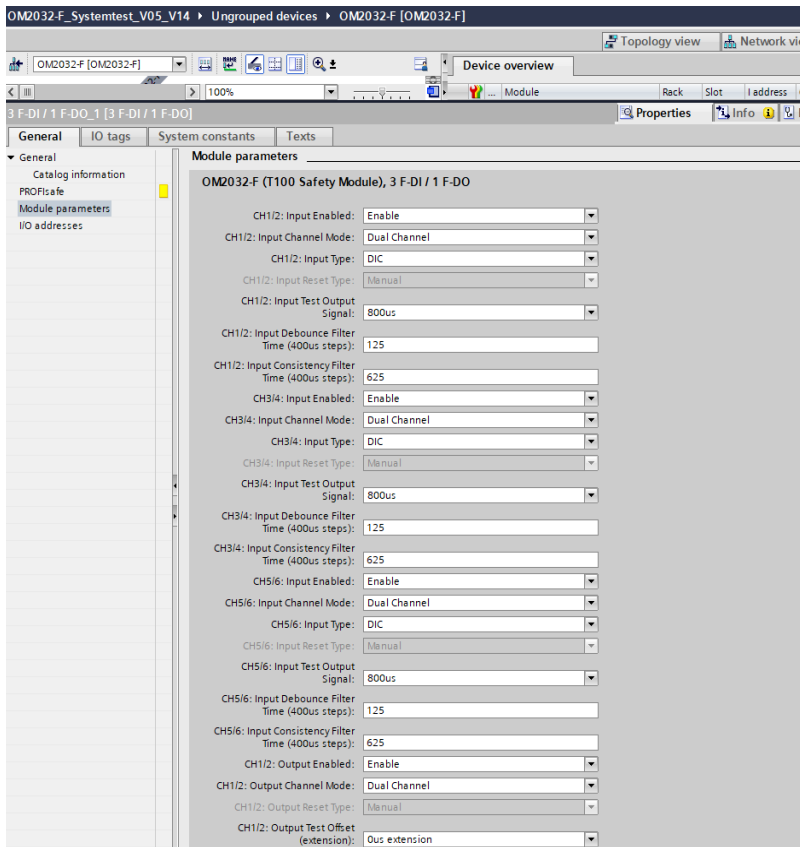 OM2032-F_Systemtest_V05_V14 ▸ Ungrouped devices ▸ OM2032-F [OM2032-F]
Topology view
Network vi
OM2032-F [OM2032-F]
Device overview
100%
... Module Rack Slot I address
3 F-DI / 1 F-DO_1 [3 F-DI / 1 F-DO]
Properties
Info
General IO tags System constants Texts
General
Catalog information
PROFIsafe
Module parameters
I/O addresses
Module parameters
OM2032-F (T100 Safety Module), 3 F-DI / 1 F-DO
CH1/2: Input Enabled: Enable
CH1/2: Input Channel Mode: Dual Channel
CH1/2: Input Type: DIC
CH1/2: Input Reset Type: Manual
CH1/2: Input Test Output
Signal: 800us
CH1/2: Input Debounce Filter
Time (400us steps): 125
CH1/2: Input Consistency Filter
Time (400us steps): 625
CH3/4: Input Enabled: Enable
CH3/4: Input Channel Mode: Dual Channel
CH3/4: Input Type: DIC
CH3/4: Input Reset Type: Manual
CH3/4: Input Test Output
Signal: 800us
CH3/4: Input Debounce Filter
Time (400us steps): 125
CH3/4: Input Consistency Filter
Time (400us steps): 625
CH5/6: Input Enabled: Enable
CH5/6: Input Channel Mode: Dual Channel
CH5/6: Input Type: DIC
CH5/6: Input Reset Type: Manual
CH5/6: Input Test Output
Signal: 800us
CH5/6: Input Debounce Filter
Time (400us steps): 125
CH5/6: Input Consistency Filter
Time (400us steps): 625
CH1/2: Output Enabled: Enable
CH1/2: Output Channel Mode: Dual Channel
CH1/2: Output Reset Type: Manual
CH1/2: Output Test Offset
(extension): 0us extension